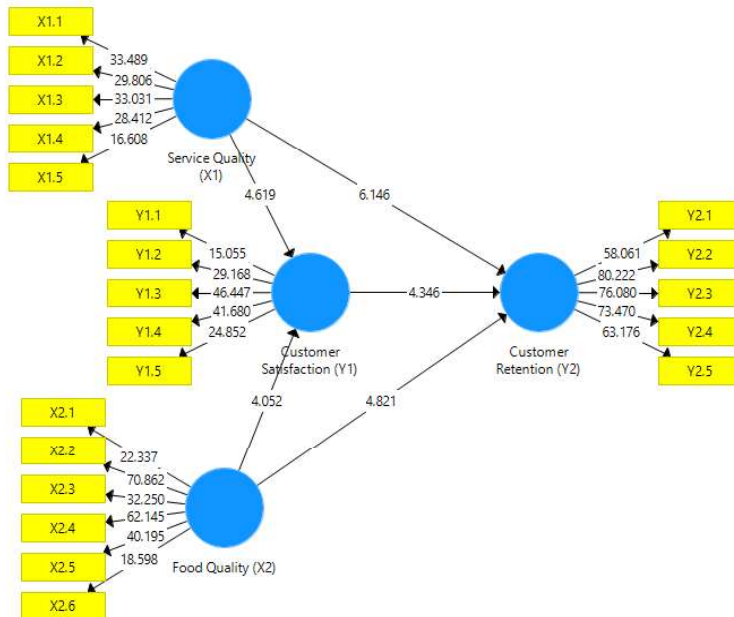 X1.1
X1.2
X1.3
X1.4
X1.5
33.489
29.806
33.031
28.412
16.608
Service Quality
(X1)
4.619
6.146
Y1.1
Y1.2
Y1.3
Y1.4
Y1.5
15.055
29.168
46.447
41.680
24.852
Customer
Satisfaction (Y1)
4.346
Customer
Retention (Y2)
58.061
80.222
76.080
73.470
63.176
Y2.1
Y2.2
Y2.3
Y2.4
Y2.5
4.052
4.821
X2.1
X2.2
X2.3
X2.4
X2.5
X2.6
22.337
70.862
32.250
62.145
40.195
18.598
Food Quality (X2)